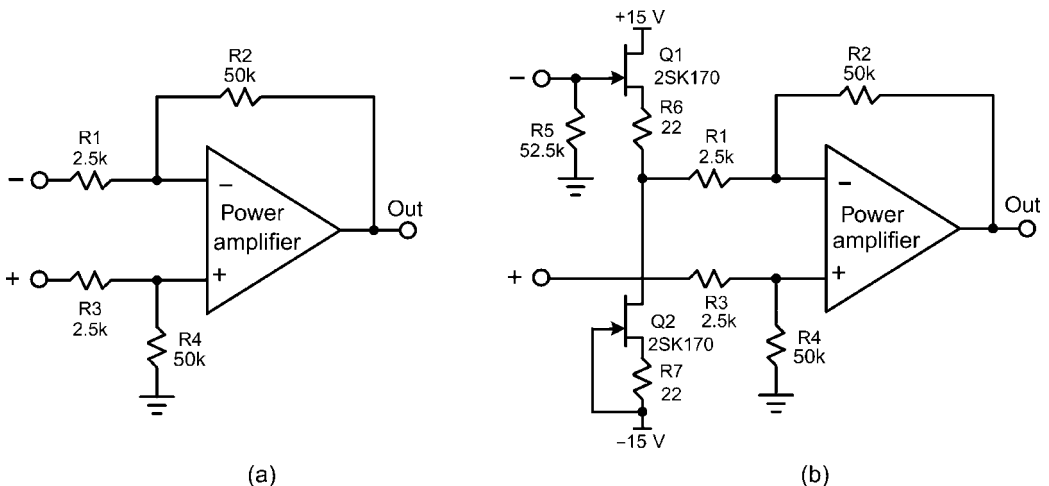 R2
50k
R1
2.5k
−
−
Power
amplifier
Out
+
+
R3
2.5k
R4
50k
(a)
+15 V
Q1
2SK170
−
R5
52.5k
R6
22
R1
2.5k
R2
50k
−
Power
amplifier
Out
+
+
R3
2.5k
R4
50k
Q2
2SK170
R7
22
−15 V
(b)